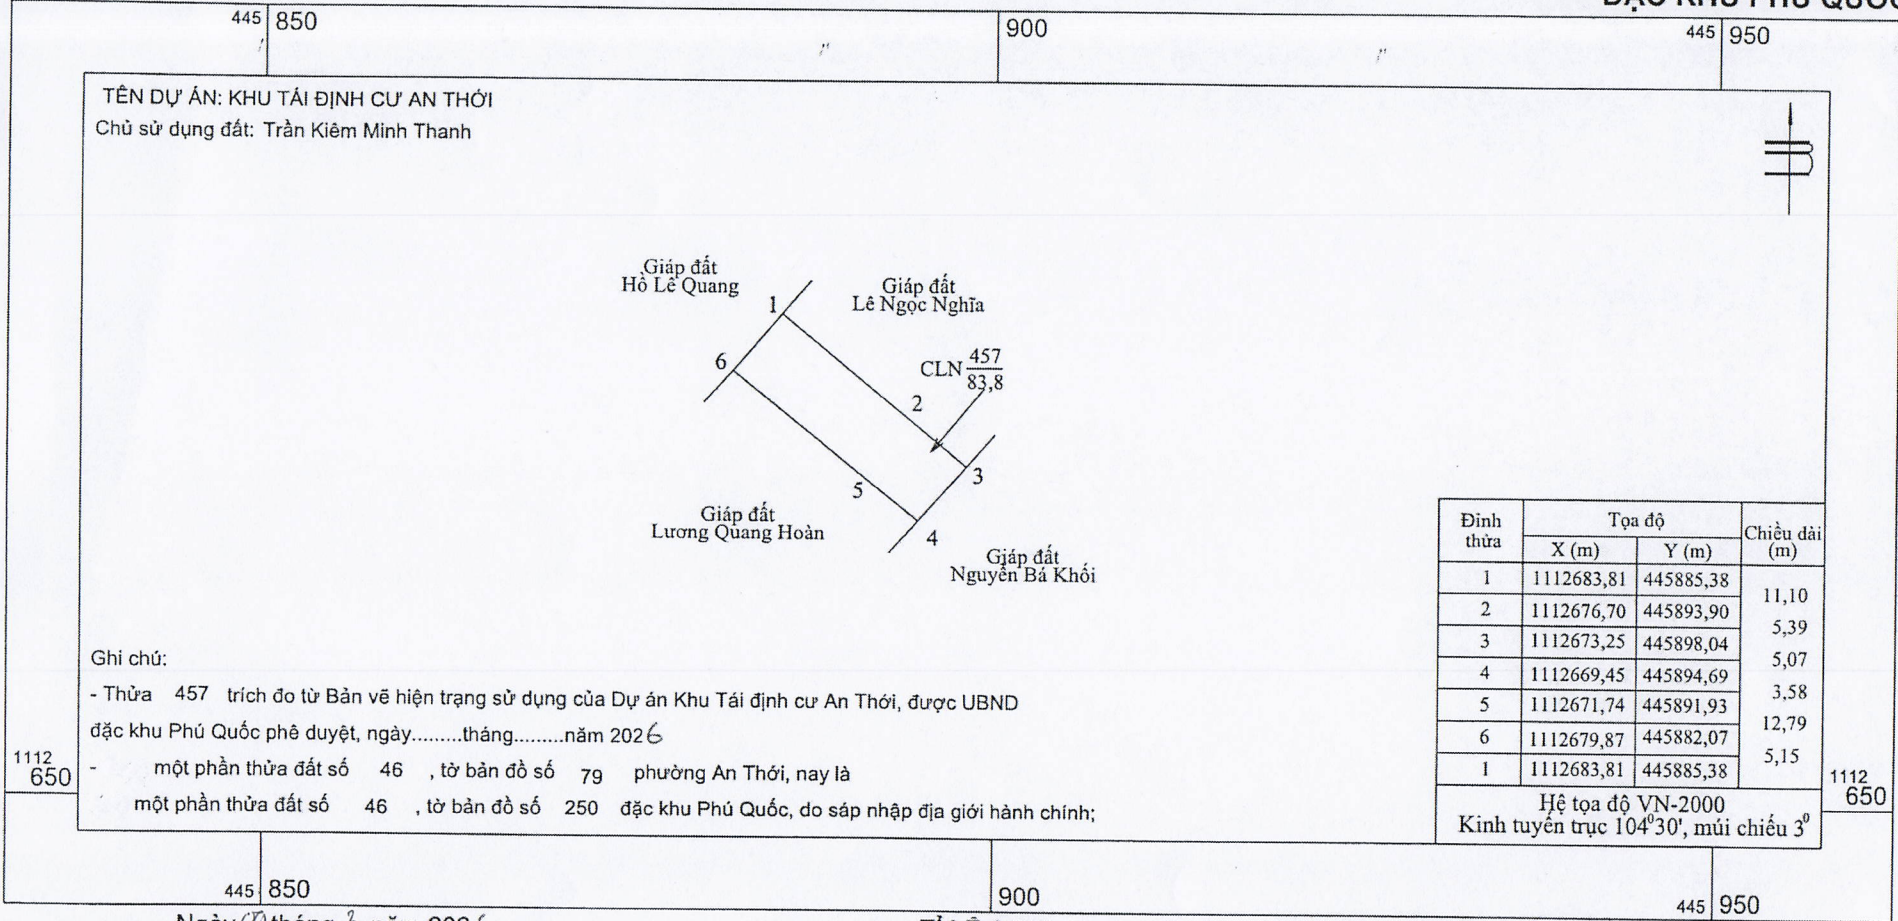 ĐẶC KHU PHÚ QUỐC
445 850
900
445 950
TÊN DỰ ÁN: KHU TÁI ĐỊNH CƯ AN THỚI
Chủ sử dụng đất: Trần Kiêm Minh Thanh
Giáp đất
Hồ Lê Quang
Giáp đất
Lê Ngọc Nghĩa
1
6
CLN 457
83,8
2
3
5
4
Giáp đất
Lương Quang Hoàn
Giáp đất
Nguyễn Bá Khối
Đỉnh thửa Tọa độ Chiều dài (m)
X (m) Y (m)
1 1112683,81 445885,38
11,10
2 1112676,70 445893,90
5,39
3 1112673,25 445898,04
5,07
4 1112669,45 445894,69
3,58
5 1112671,74 445891,93
12,79
6 1112679,87 445882,07
5,15
1 1112683,81 445885,38
Hệ tọa độ VN-2000
Kinh tuyến trục 104⁰30', múi chiếu 3⁰
Ghi chú:
- Thửa 457 trích đo từ Bản vẽ hiện trạng sử dụng của Dự án Khu Tái định cư An Thới, được UBND
đặc khu Phú Quốc phê duyệt, ngày.........tháng.........năm 2026
- một phần thửa đất số 46 , tờ bản đồ số 79 phường An Thới, nay là
một phần thửa đất số 46 , tờ bản đồ số 250 đặc khu Phú Quốc, do sáp nhập địa giới hành chính;
1112
650
1112
650
445 850
900
445 950